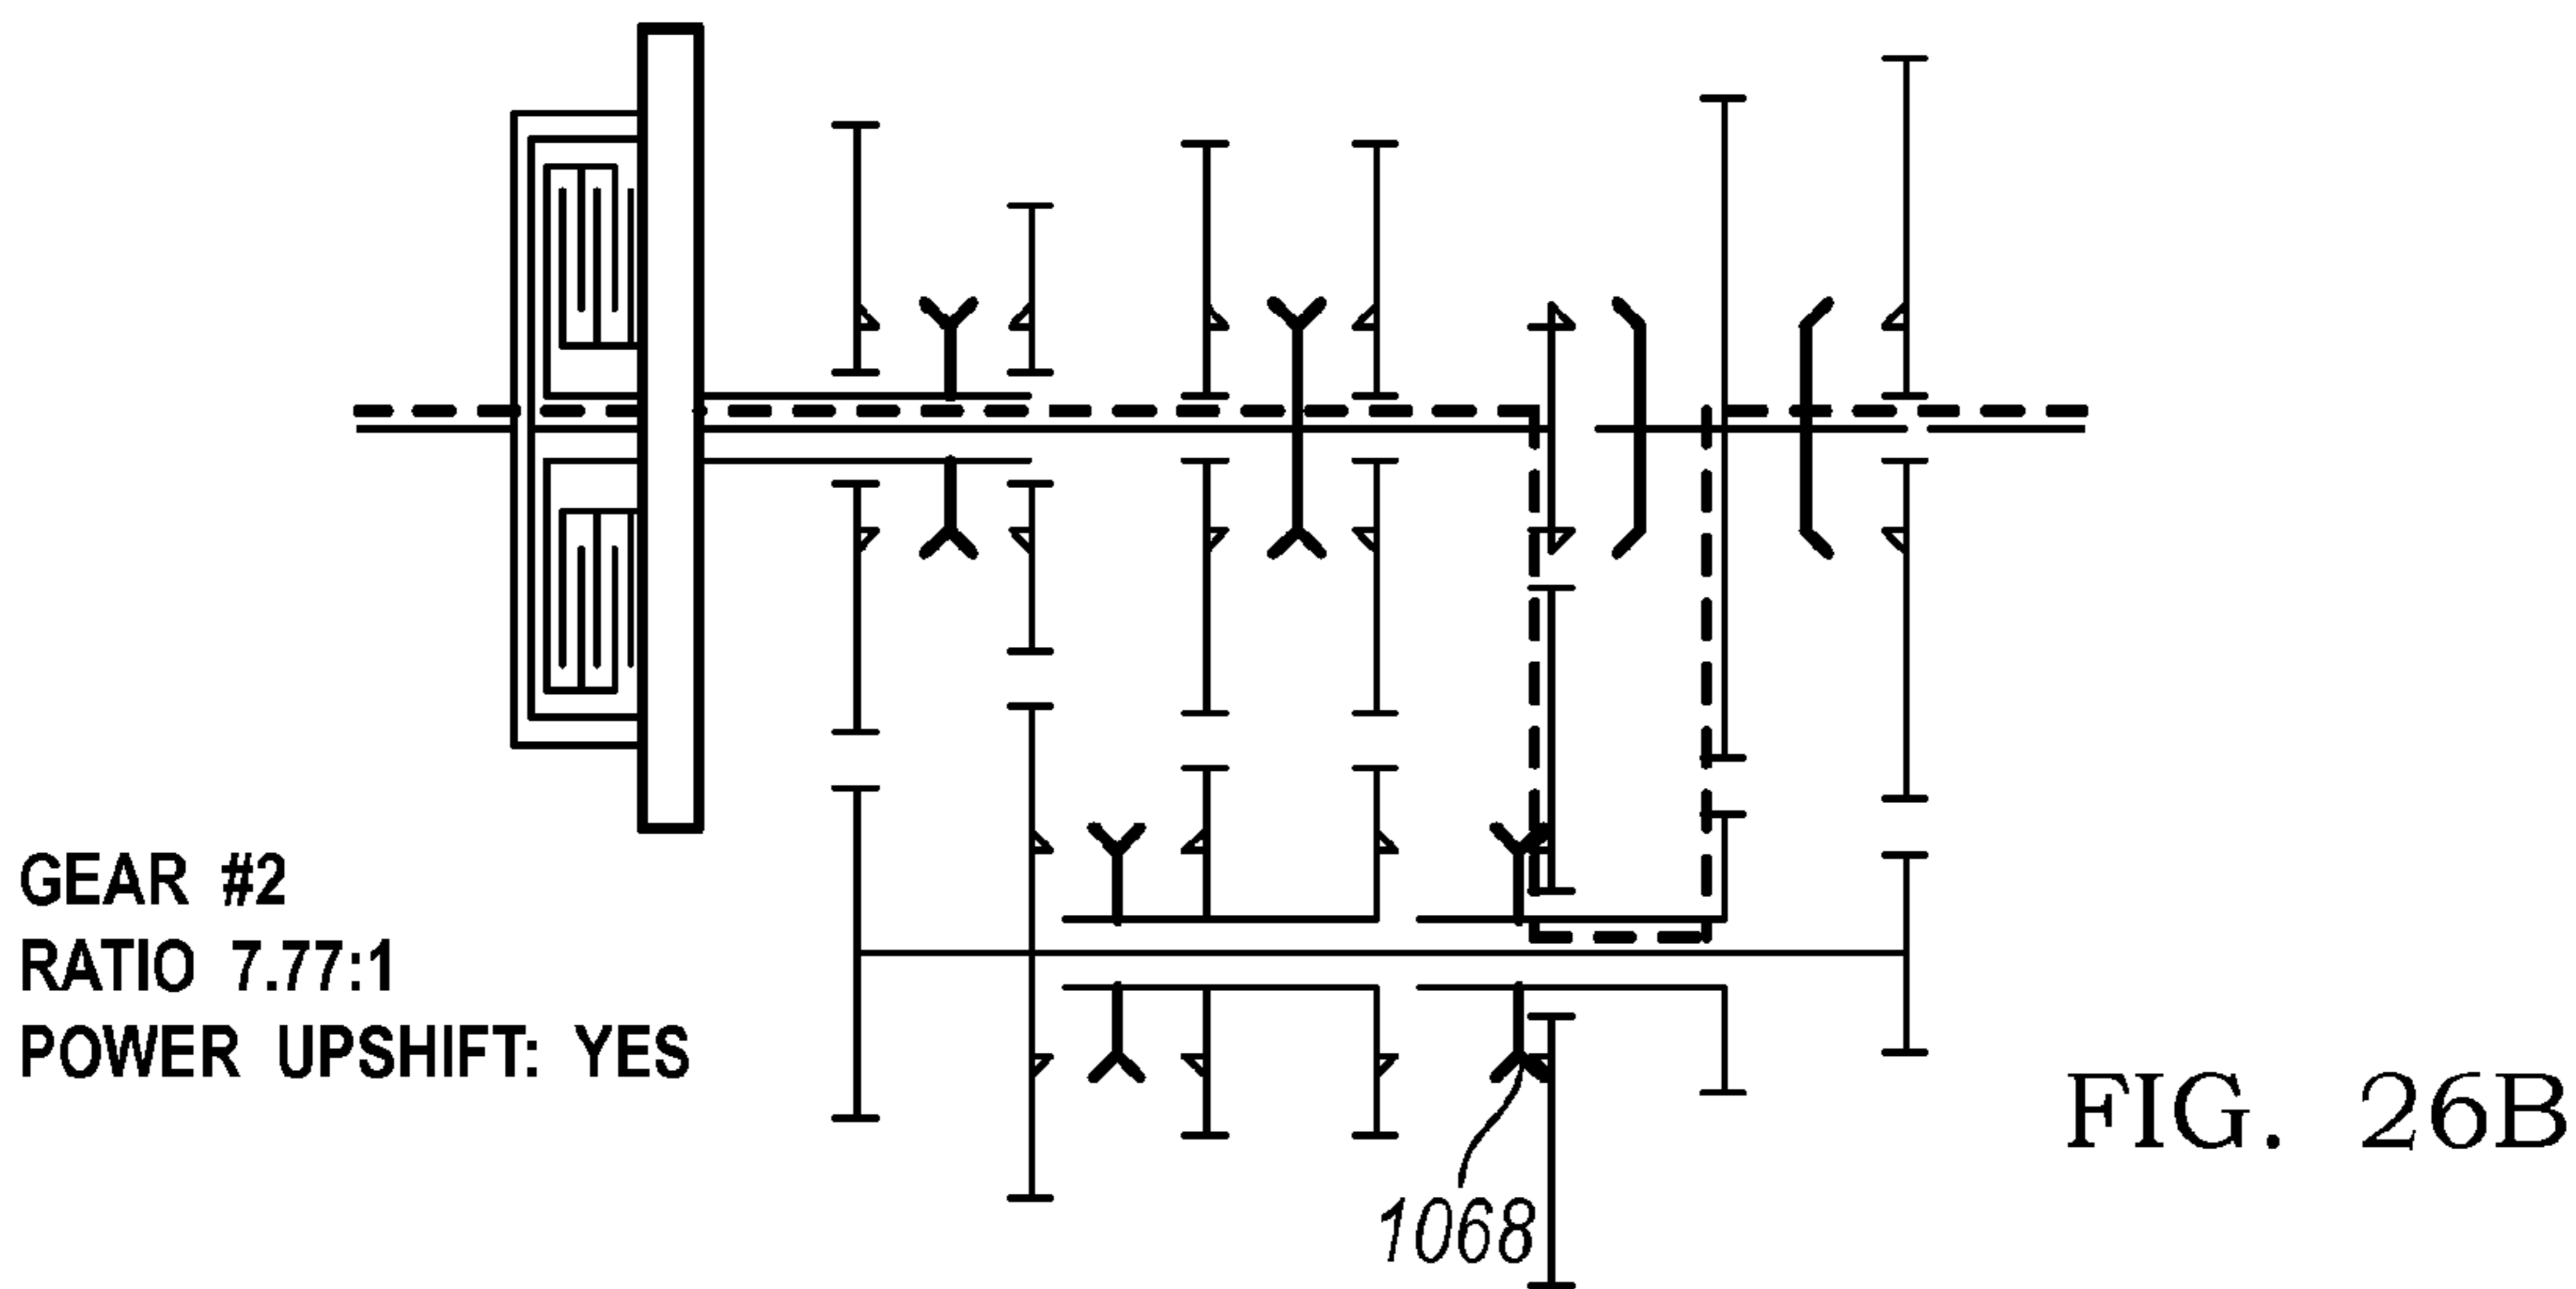 GEAR #2
RATIO 7.77:1
POWER UPSHIFT: YES
1068
FIG. 26B